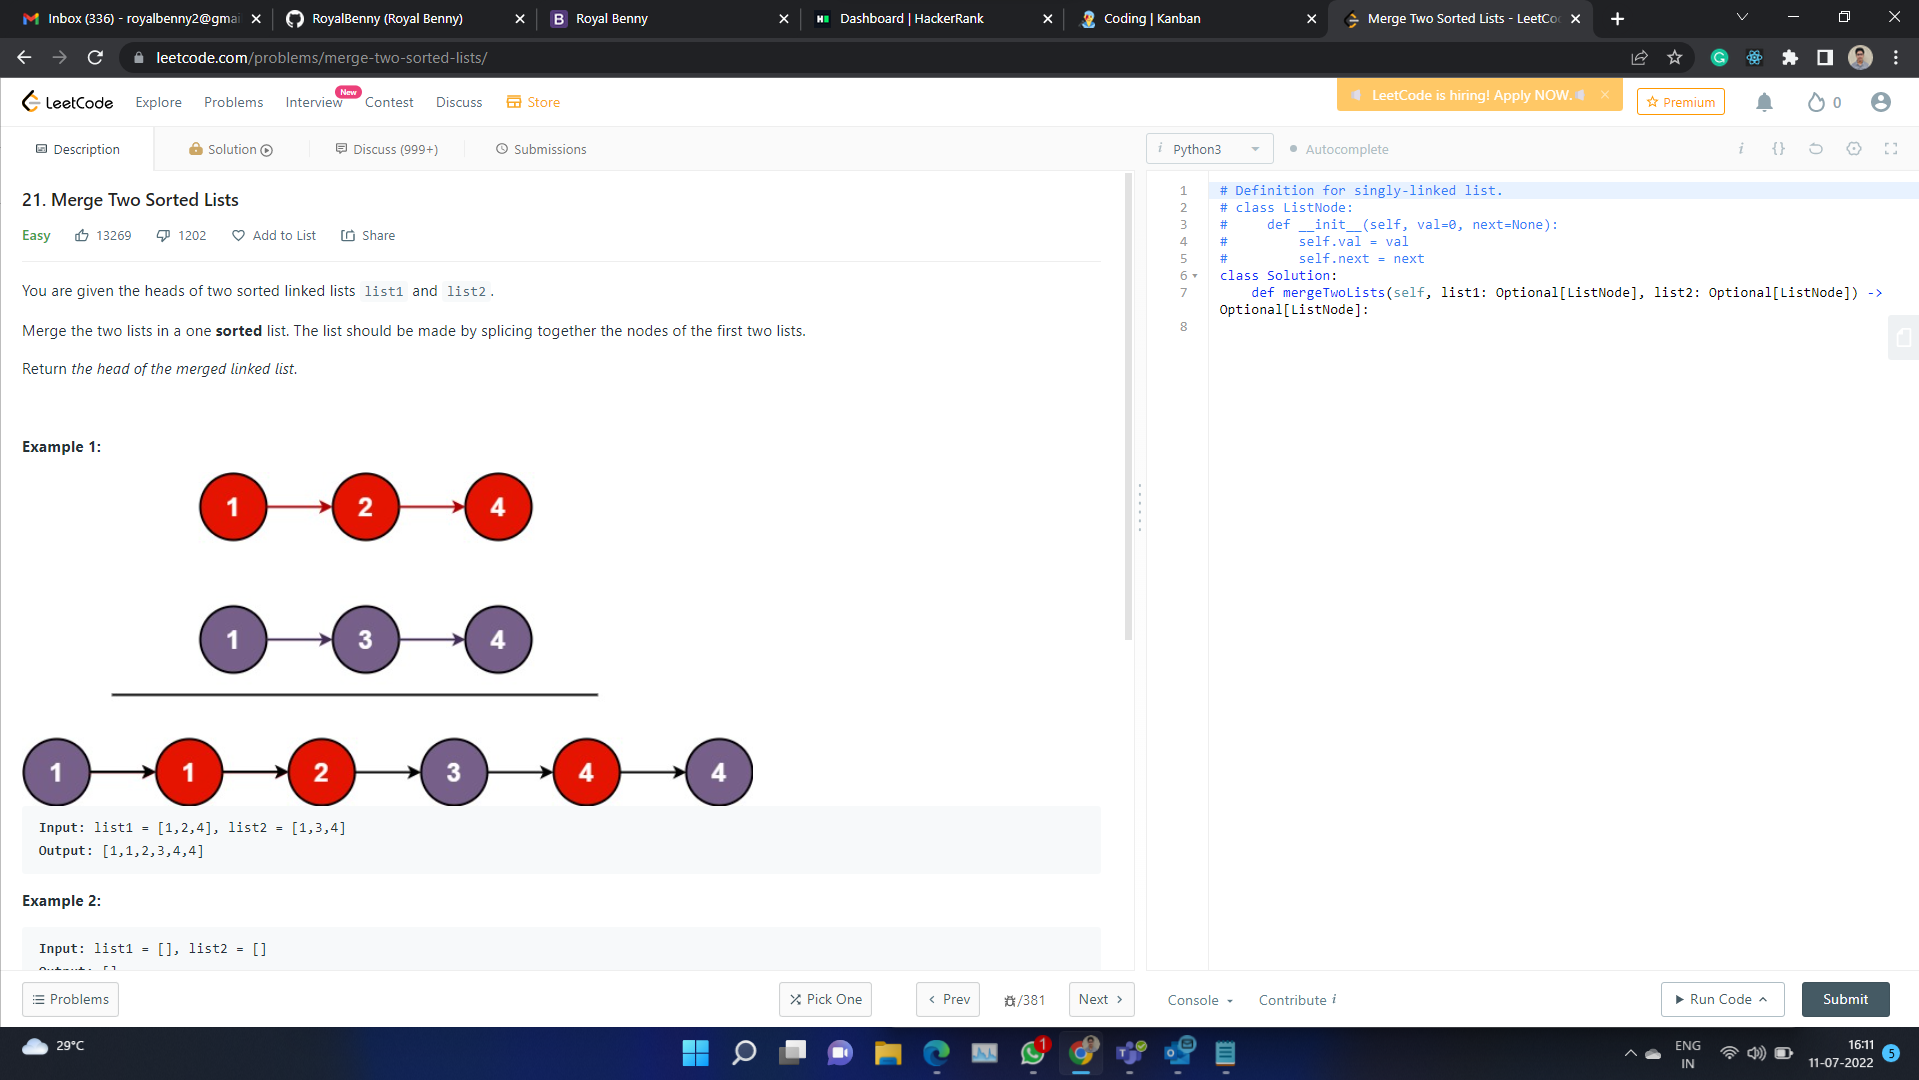 Inbox (336) - royalbenny2@gmai
RoyalBenny (Royal Benny)
B Royal Benny
Dashboard | HackerRank
Coding | Kanban
Merge Two Sorted Lists - LeetCo
leetcode.com/problems/merge-two-sorted-lists/
LeetCode
Explore
Problems
Interview
New
Contest
Discuss
Store
LeetCode is hiring! Apply NOW.
Premium
0
Description
Solution
Discuss (999+)
Submissions
i Python3
Autocomplete
i {}
21. Merge Two Sorted Lists
Easy 13269 1202 Add to List Share
You are given the heads of two sorted linked lists list1 and list2.
Merge the two lists in a one sorted list. The list should be made by splicing together the nodes of the first two lists.
Return the head of the merged linked list.
Example 1:
1 2 4
1 3 4
1 1 2 3 4 4
Input: list1 = [1,2,4], list2 = [1,3,4]
Output: [1,1,2,3,4,4]
Example 2:
Input: list1 = [], list2 = []
Output: []
1 # Definition for singly-linked list.
2 # class ListNode:
3 #     def __init__(self, val=0, next=None):
4 #         self.val = val
5 #         self.next = next
6 class Solution:
7     def mergeTwoLists(self, list1: Optional[ListNode], list2: Optional[ListNode]) ->
Optional[ListNode]:
8
Problems
Pick One
Prev
/381
Next
Console
Contribute i
Run Code
Submit
29°C
1
ENG
IN
16:11
11-07-2022
5